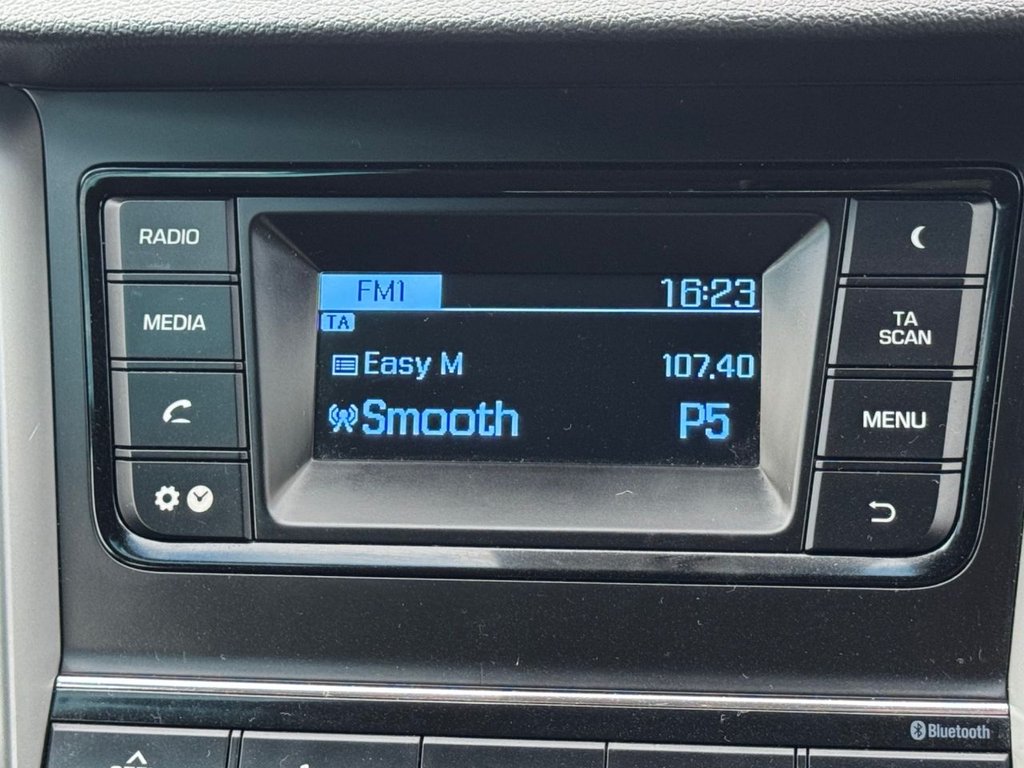 RADIO
MEDIA
FM1 16:23
TA
Easy M 107.40
Smooth P5
TA
SCAN
MENU
Bluetooth